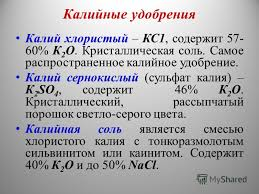 Калийные удобрения
• Калий хлористый – КС1, содержит 57-
60% K₂O. Кристаллическая соль. Самое
распространенное калийное удобрение.
• Калий сернокислый (сульфат калия) –
K₂SO₄, содержит 46% K₂O.
Кристаллический, рассыпчатый
порошок светло-серого цвета.
• Калийная соль является смесью
хлористого калия с тонкоразмолотым
сильвинитом или каинитом. Содержит
40% K₂O и до 50% NaCl.
MyShared